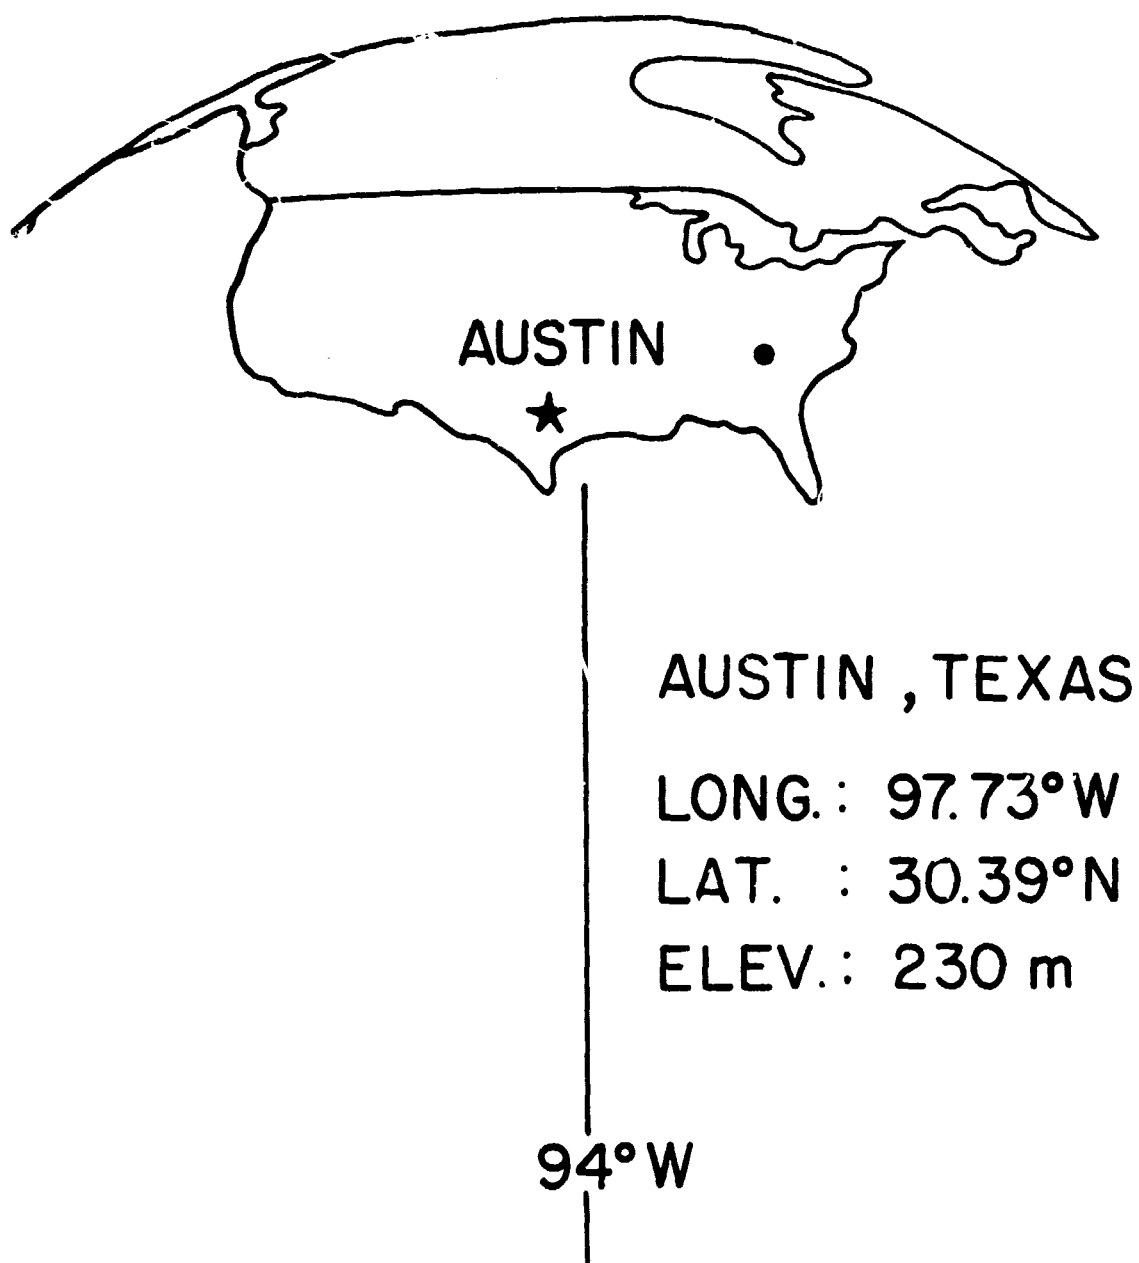 AUSTIN
AUSTIN, TEXAS
LONG.: 97.73°W
LAT. : 30.39°N
ELEV.: 230 m
94°W